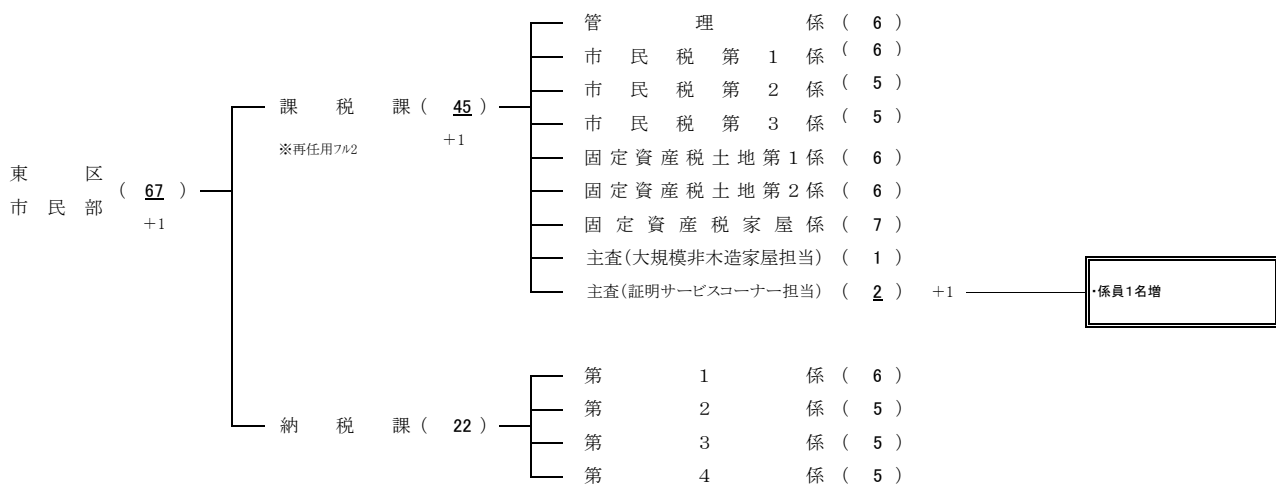 管理係 ( 6 )
市民税第1係 ( 6 )
市民税第2係 ( 5 )
課税課 ( 45 )
+1
※再任用フル2
市民税第3係 ( 5 )
固定資産税土地第1係 ( 6 )
東区
市民部 ( 67 )
+1
固定資産税土地第2係 ( 6 )
固定資産税家屋係 ( 7 )
主査(大規模非木造家屋担当) ( 1 )
主査(証明サービスコーナー担当) ( 2 ) +1
・係員1名増
第1係 ( 6 )
第2係 ( 5 )
納税課 ( 22 )
第3係 ( 5 )
第4係 ( 5 )